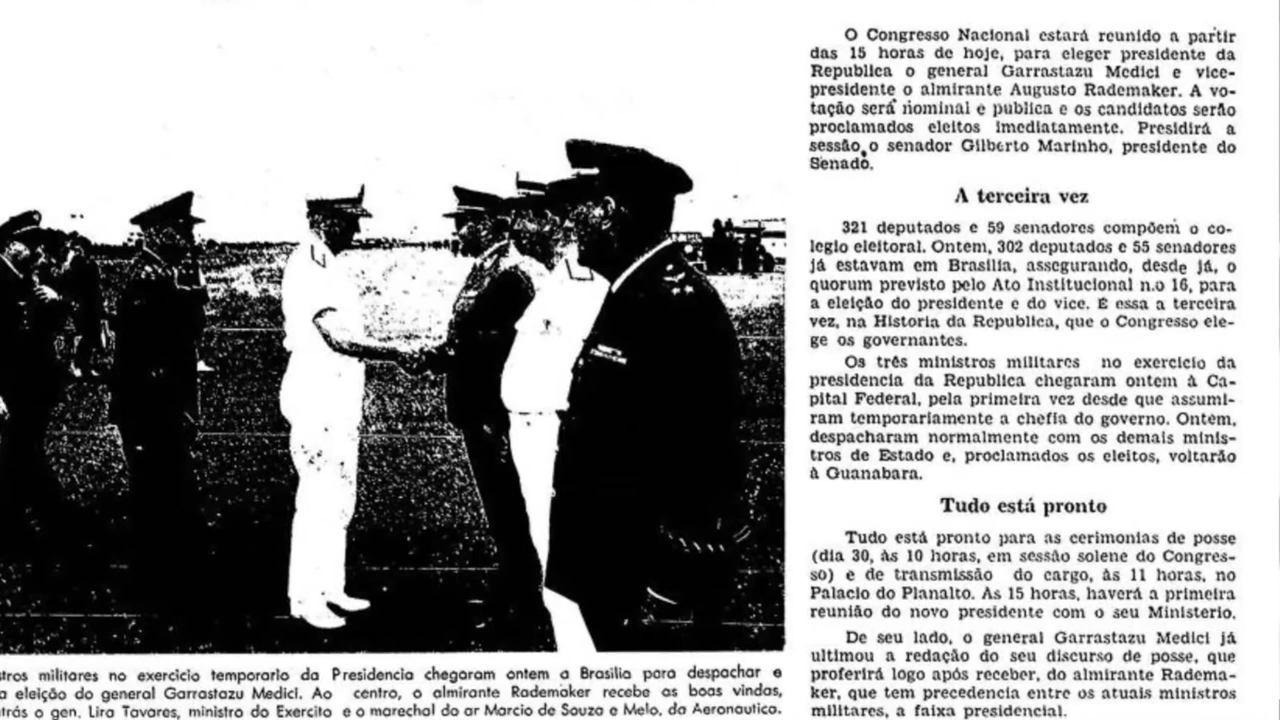 O Congresso Nacional estará reunido a partir
das 15 horas de hoje, para eleger presidente da
Republica o general Garrastazu Medici e vice-
presidente o almirante Augusto Rademaker. A vo-
tação será nominal e publica e os candidatos serão
proclamados eleitos imediatamente. Presidirá a
sessão o senador Gilberto Marinho, presidente do
Senado.
A terceira vez
321 deputados e 59 senadores compõem o co-
legio eleitoral. Ontem, 302 deputados e 55 senadores
já estavam em Brasilia, assegurando, desde já, o
quorum previsto pelo Ato Institucional n.o 16, para
a eleição do presidente e do vice. É essa a terceira
vez, na Historia da Republica, que o Congresso ele-
ge os governantes.
Os três ministros militares no exercicio da
presidencia da Republica chegaram ontem à Ca-
pital Federal, pela primeira vez desde que assumi-
ram temporariamente a chefia do governo. Ontem,
despacharam normalmente com os demais minis-
tros de Estado e, proclamados os eleitos, voltarão
à Guanabara.
Tudo está pronto
Tudo está pronto para as cerimonias de posse
(dia 30, às 10 horas, em sessão solene do Congres-
so) e de transmissão do cargo, às 11 horas, no
Palacio do Planalto. As 15 horas, haverá a primeira
reunião do novo presidente com o seu Ministerio.
De seu lado, o general Garrastazu Medici já
ultimou a redação do seu discurso de posse, que
proferirá logo após receber, do almirante Radema-
ker, que tem precedencia entre os atuais ministros
militares, a faixa presidencial.
stros militares no exercicio temporario da Presidencia chegaram ontem a Brasilia para despachar e
a eleição do general Garrastazu Medici. Ao centro, o almirante Rademaker recebe as boas vindas,
trás o gen. Lira Tavares, ministro do Exercito e o marechal do ar Marcio de Souza e Melo, da Aeronautica.